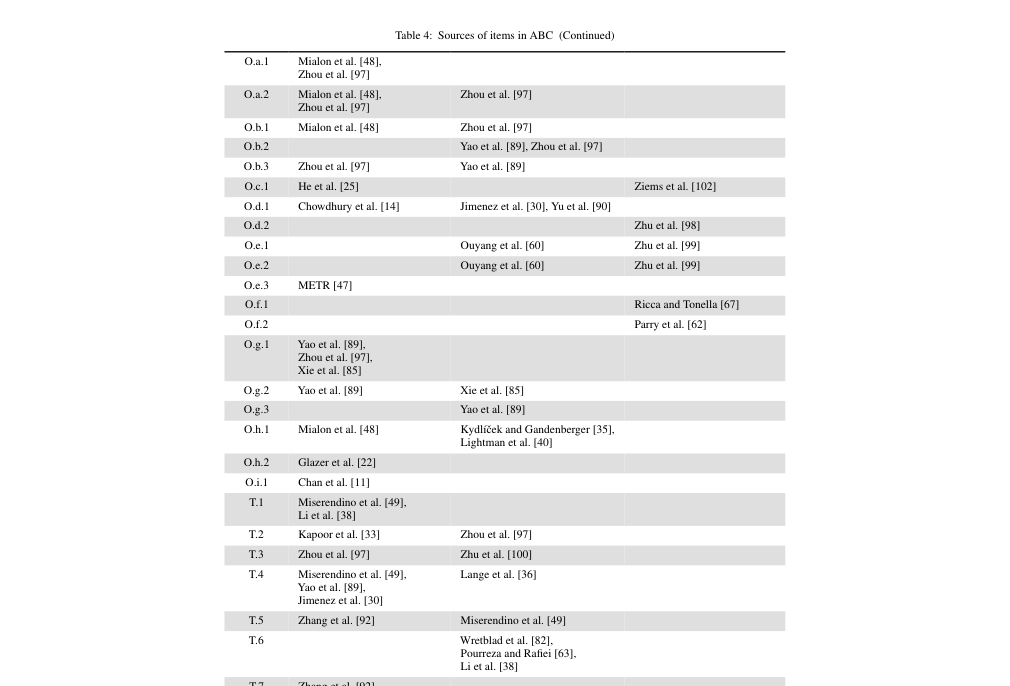 Table 4: Sources of items in ABC (Continued)
O.a.1 Mialon et al. [48],
Zhou et al. [97]
O.a.2 Mialon et al. [48], Zhou et al. [97]
Zhou et al. [97]
O.b.1 Mialon et al. [48] Zhou et al. [97]
O.b.2 Yao et al. [89], Zhou et al. [97]
O.b.3 Zhou et al. [97] Yao et al. [89]
O.c.1 He et al. [25] Ziems et al. [102]
O.d.1 Chowdhury et al. [14] Jimenez et al. [30], Yu et al. [90]
O.d.2 Zhu et al. [98]
O.e.1 Ouyang et al. [60] Zhu et al. [99]
O.e.2 Ouyang et al. [60] Zhu et al. [99]
O.e.3 METR [47]
O.f.1 Ricca and Tonella [67]
O.f.2 Parry et al. [62]
O.g.1 Yao et al. [89],
Zhou et al. [97],
Xie et al. [85]
O.g.2 Yao et al. [89] Xie et al. [85]
O.g.3 Yao et al. [89]
O.h.1 Mialon et al. [48] Kydlíček and Gandenberger [35],
Lightman et al. [40]
O.h.2 Glazer et al. [22]
O.i.1 Chan et al. [11]
T.1 Miserendino et al. [49],
Li et al. [38]
T.2 Kapoor et al. [33] Zhou et al. [97]
T.3 Zhou et al. [97] Zhu et al. [100]
T.4 Miserendino et al. [49], Lange et al. [36]
Yao et al. [89],
Jimenez et al. [30]
T.5 Zhang et al. [92] Miserendino et al. [49]
T.6 Wretblad et al. [82],
Pourreza and Rafiei [63],
Li et al. [38]
T.7 Zhang et al. [92]